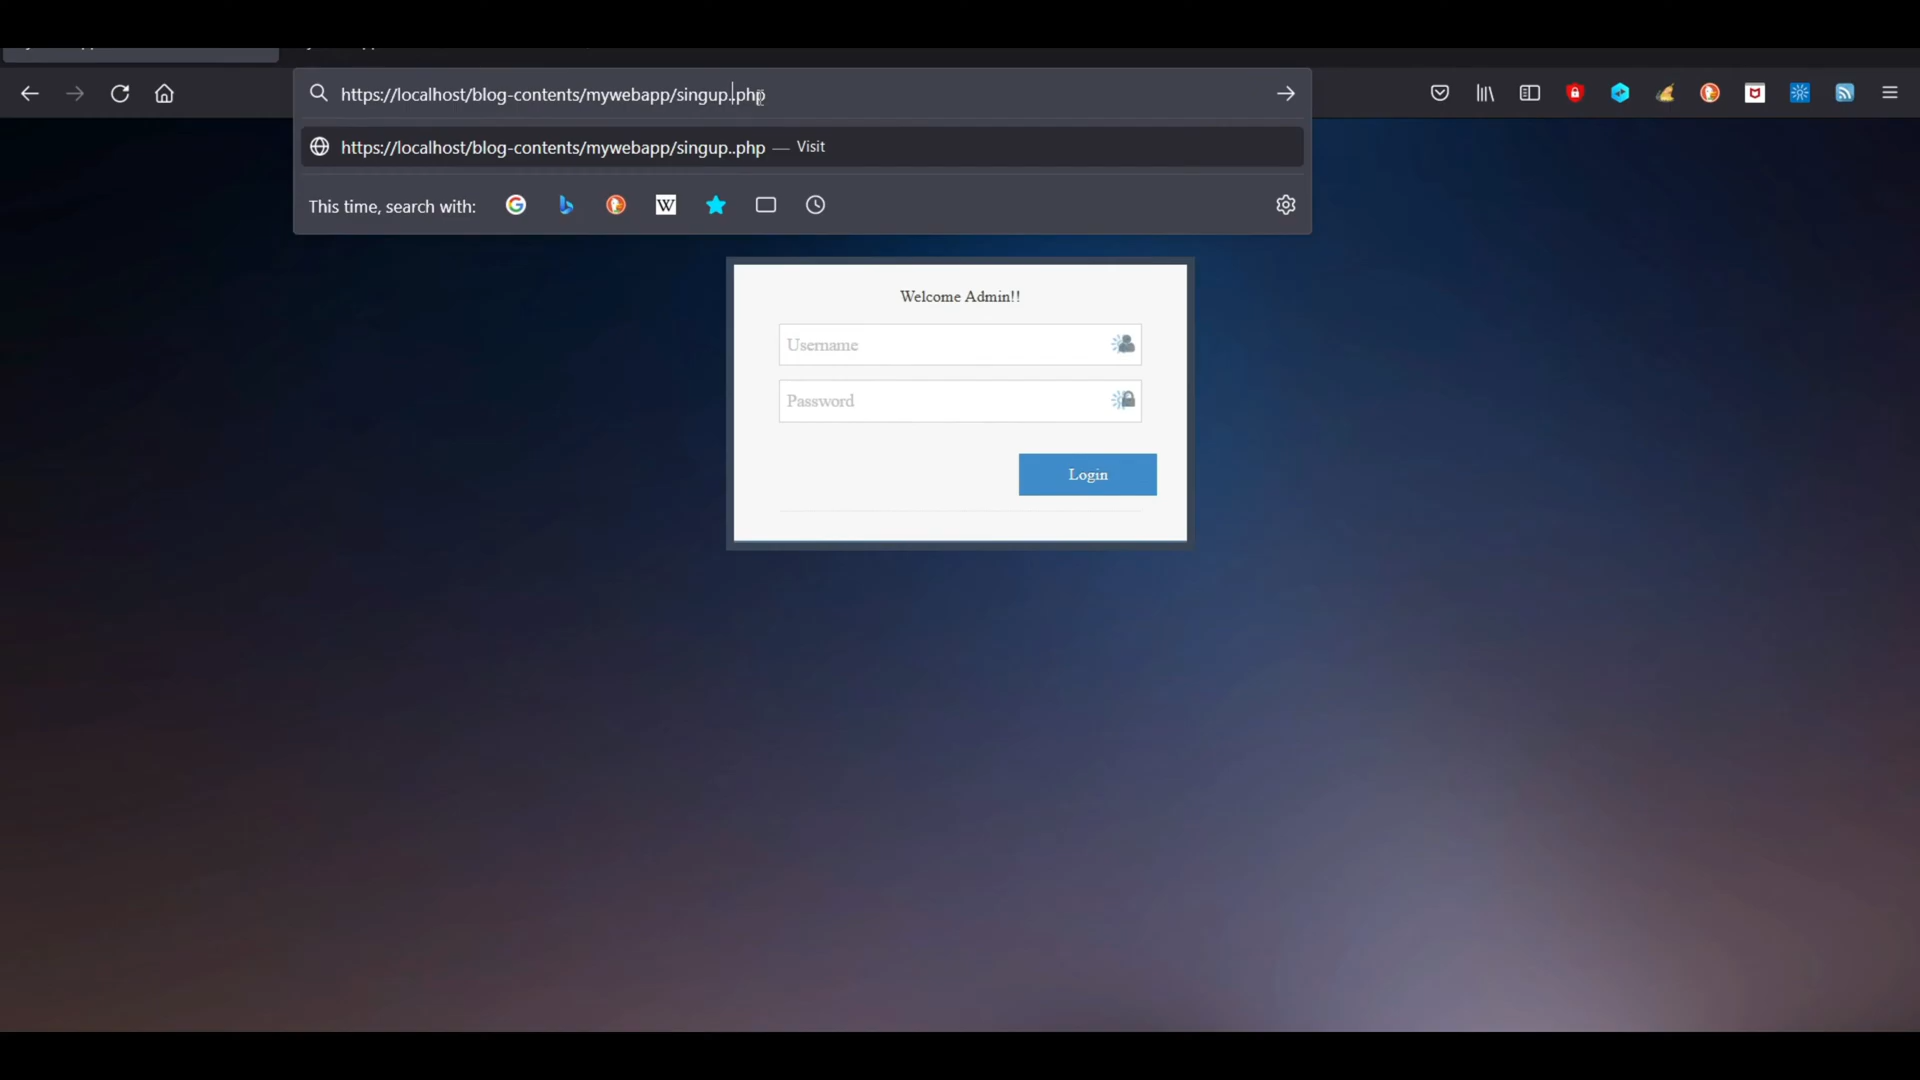 https://localhost/blog-contents/mywebapp/singup..php
https://localhost/blog-contents/mywebapp/singup..php — Visit
This time, search with:
Welcome Admin!!
Username
Password
Login